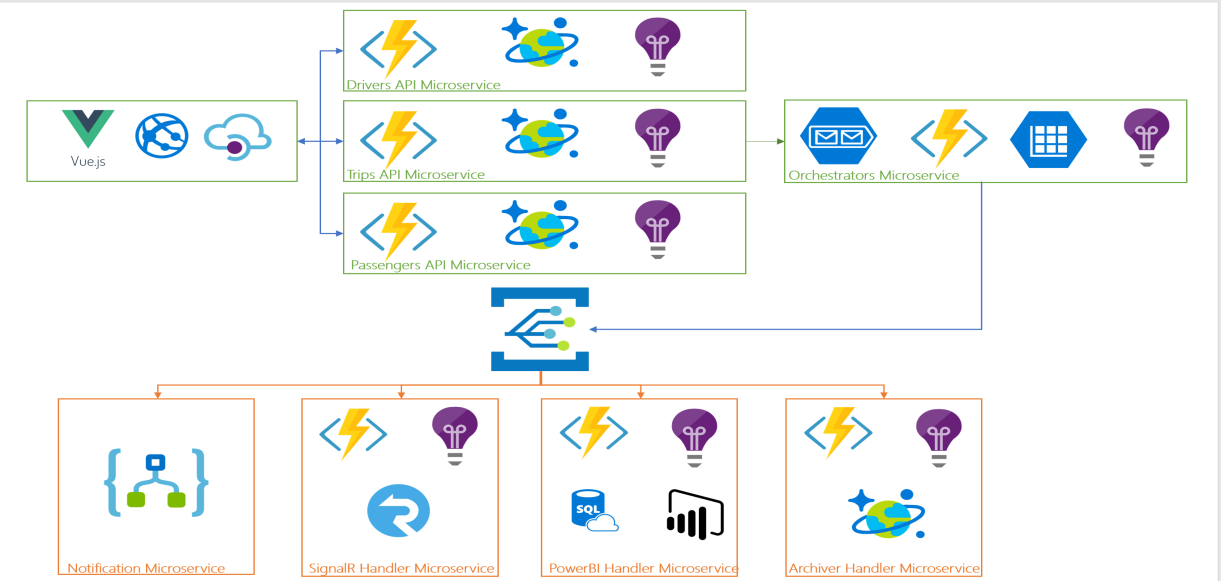 Drivers API Microservice
Vue.js
Trips API Microservice
Orchestrators Microservice
Passengers API Microservice
SQL
Notification Microservice
SignalR Handler Microservice
PowerBI Handler Microservice
Archiver Handler Microservice